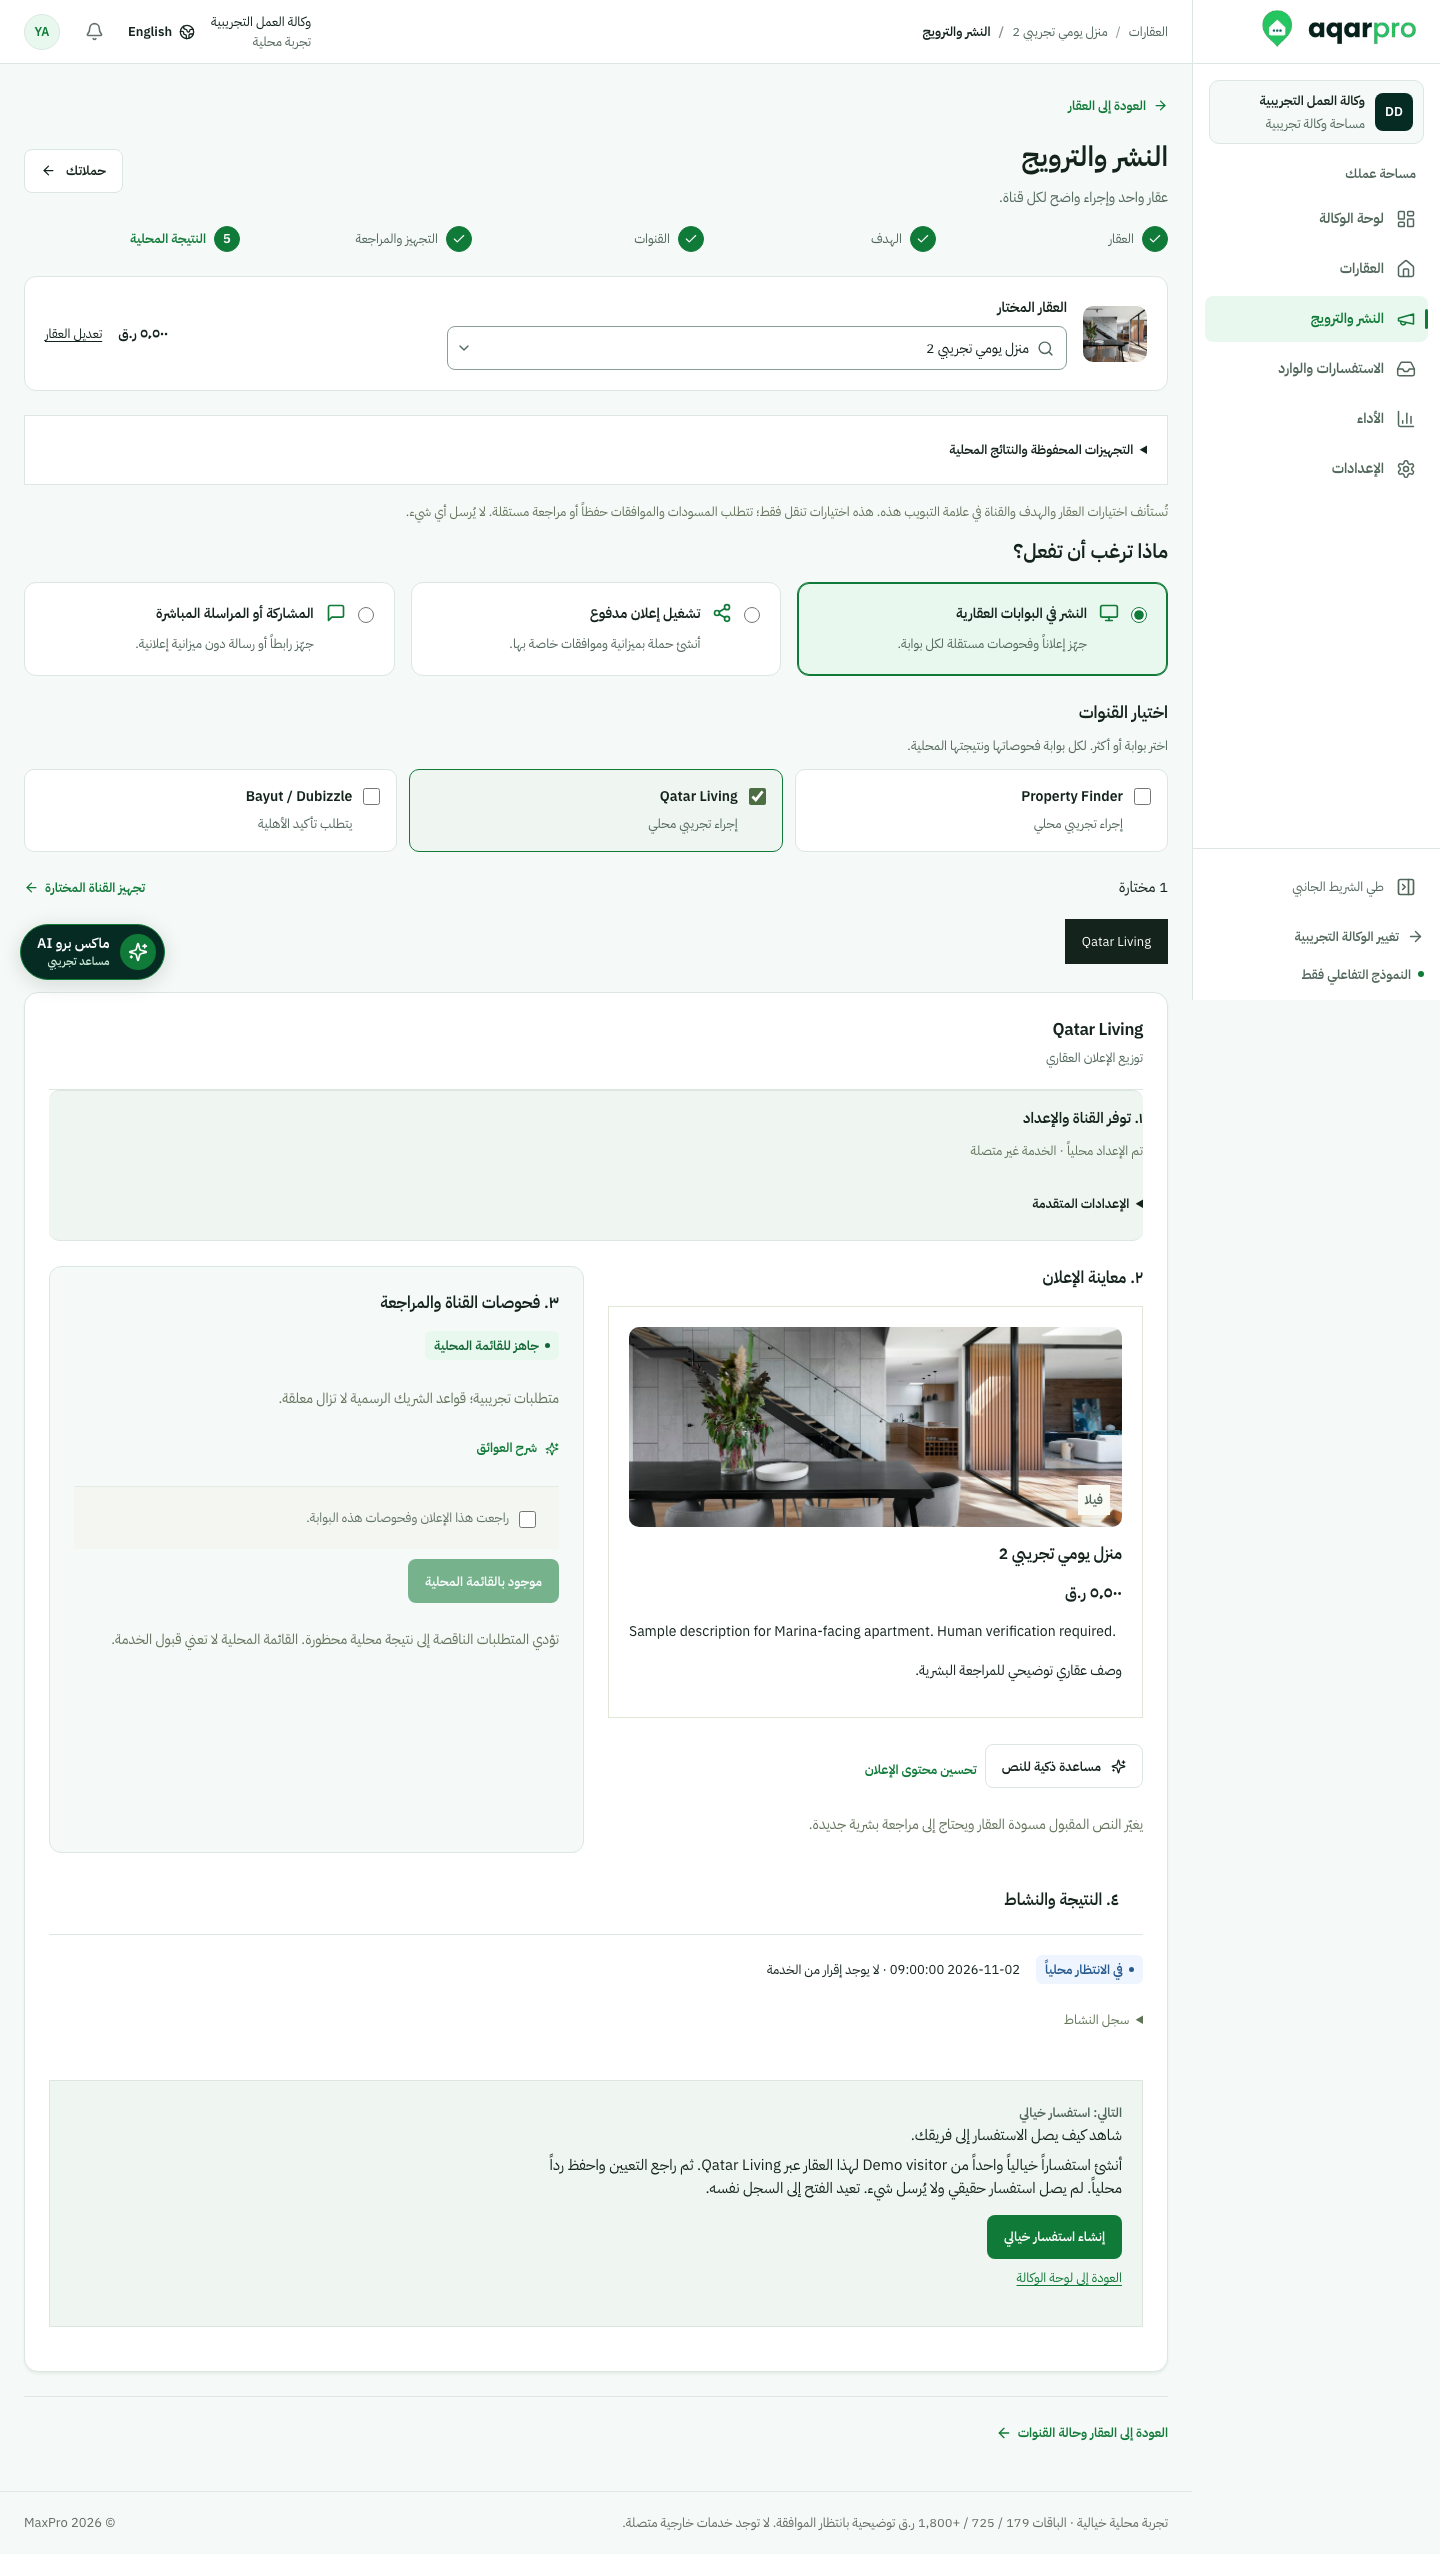 aqarpro
العقارات / منزل يومي تجريبي 2 / النشر والترويج
وكالة العمل التجريبية
تجربة محلية
English
YA
DD
وكالة العمل التجريبية
مساحة وكالة تجريبية
مساحة عملك
لوحة الوكالة
العقارات
النشر والترويج
الاستفسارات والوارد
الأداء
الإعدادات
طي الشريط الجانبي
تغيير الوكالة التجريبية
النموذج التفاعلي فقط
العودة إلى العقار
النشر والترويج
عقار واحد وإجراء واضح لكل قناة.
حملاتك
العقار
الهدف
القنوات
التجهيز والمراجعة
5 النتيجة المحلية
العقار المختار
منزل يومي تجريبي 2
٥,٥٠٠ ر.ق
تعديل العقار
التجهيزات المحفوظة والنتائج المحلية
تُستأنف اختيارات العقار والهدف والقناة في علامة التبويب هذه. هذه اختيارات تنقل فقط؛ تتطلب المسودات والموافقات حفظاً أو مراجعة مستقلة. لا يُرسل أي شيء.
ماذا ترغب أن تفعل؟
النشر في البوابات العقارية
جهّز إعلاناً وفحوصات مستقلة لكل بوابة.
تشغيل إعلان مدفوع
أنشئ حملة بميزانية وموافقات خاصة بها.
المشاركة أو المراسلة المباشرة
جهّز رابطاً أو رسالة دون ميزانية إعلانية.
اختيار القنوات
اختر بوابة أو أكثر. لكل بوابة فحوصاتها ونتيجتها المحلية.
Property Finder
إجراء تجريبي محلي
Qatar Living
إجراء تجريبي محلي
Bayut / Dubizzle
يتطلب تأكيد الأهلية
1 مختارة
تجهيز القناة المختارة
Qatar Living
ماكس برو AI
مساعد تجريبي
Qatar Living
توزيع الإعلان العقاري
١. توفر القناة والإعداد
تم الإعداد محلياً · الخدمة غير متصلة
الإعدادات المتقدمة
٢. معاينة الإعلان
فيلا
منزل يومي تجريبي 2
٥,٥٠٠ ر.ق
Sample description for Marina-facing apartment. Human verification required.
وصف عقاري توضيحي للمراجعة البشرية.
مساعدة ذكية للنص
تحسين محتوى الإعلان
يغيّر النص المقبول مسودة العقار ويحتاج إلى مراجعة بشرية جديدة.
٣. فحوصات القناة والمراجعة
جاهز للقائمة المحلية
متطلبات تجريبية؛ قواعد الشريك الرسمية لا تزال معلقة.
شرح العوائق
راجعت هذا الإعلان وفحوصات هذه البوابة.
موجود بالقائمة المحلية
تؤدي المتطلبات الناقصة إلى نتيجة محلية محظورة. القائمة المحلية لا تعني قبول الخدمة.
٤. النتيجة والنشاط
في الانتظار محلياً
2026-11-02 09:00:00 · لا يوجد إقرار من الخدمة
سجل النشاط
التالي: استفسار خيالي
شاهد كيف يصل الاستفسار إلى فريقك.
أنشئ استفساراً خيالياً واحداً من Demo visitor لهذا العقار عبر Qatar Living. ثم راجع التعيين واحفظ رداً
محلياً. لم يصل استفسار حقيقي ولا يُرسل شيء. تعيد الفتح إلى السجل نفسه.
إنشاء استفسار خيالي
العودة إلى لوحة الوكالة
العودة إلى العقار وحالة القنوات
تجربة محلية خيالية · الباقات 179 / 725 / +1,800 ر.ق توضيحية بانتظار الموافقة. لا توجد خدمات خارجية متصلة.
© 2026 MaxPro